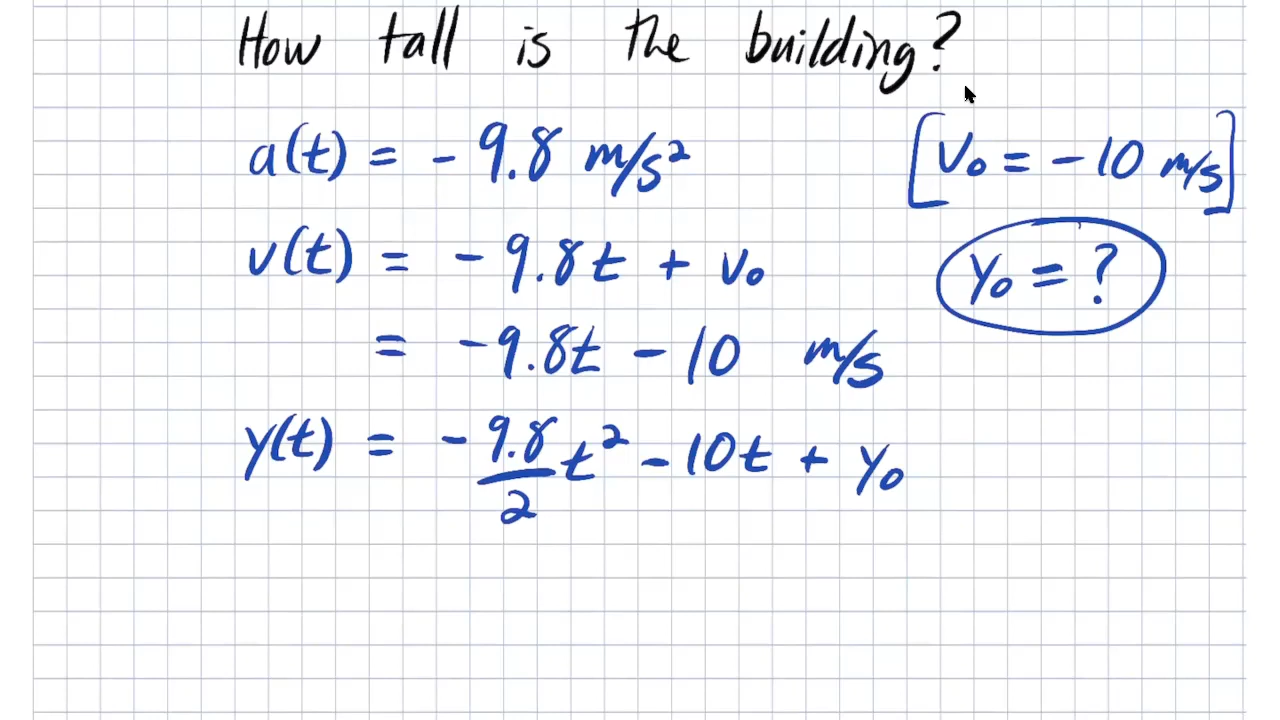 How tall is the building?
a(t) = - 9.8 m/s²
[v₀ = -10 m/s]
v(t) = - 9.8t + v₀
y₀ = ?
= -9.8t - 10 m/s
y(t) = - 9.8/2 t² - 10t + y₀